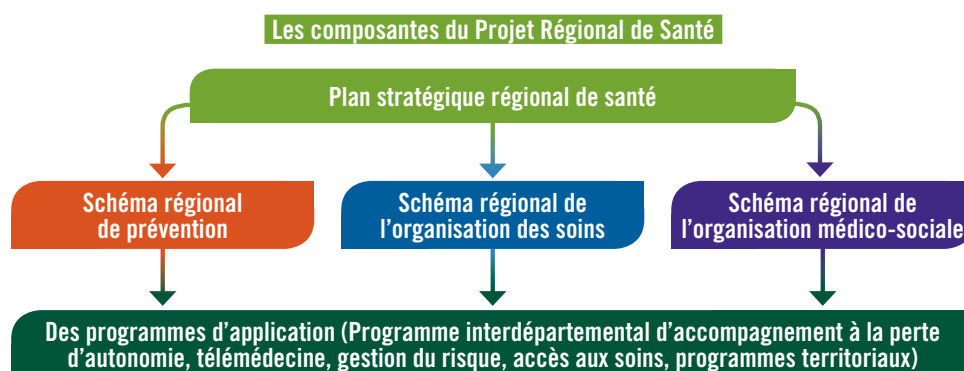 Les composantes du Projet Régional de Santé
Plan stratégique régional de santé
Schéma régional
de prévention
Schéma régional de
l'organisation des soins
Schéma régional de
l'organisation médico-sociale
Des programmes d'application (Programme interdépartemental d'accompagnement à la perte
d'autonomie, télémédecine, gestion du risque, accès aux soins, programmes territoriaux)